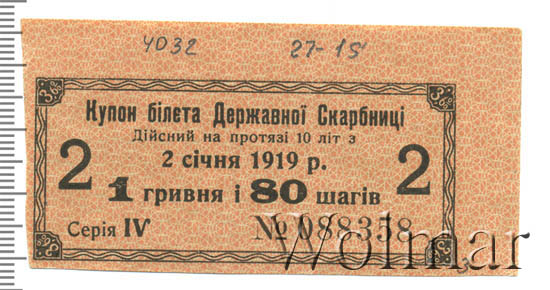 4032 27-15
Купон білета Державної Скарбниці
Дійсний на протязі 10 літ з
2 січня 1919 р.
2 1 гривня і 80 шагів 2
Серія IV № 088358
Wolmar